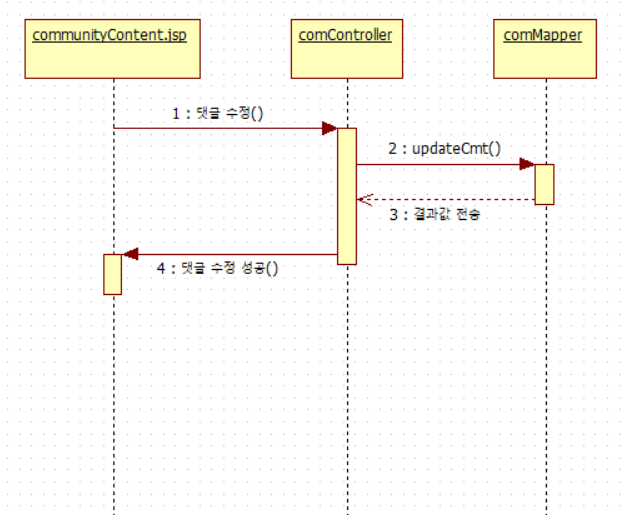 communityContent.jsp
comController
comMapper
1 : 댓글 수정()
2 : updateCmt()
3 : 결과값 전송
4 : 댓글 수정 성공()